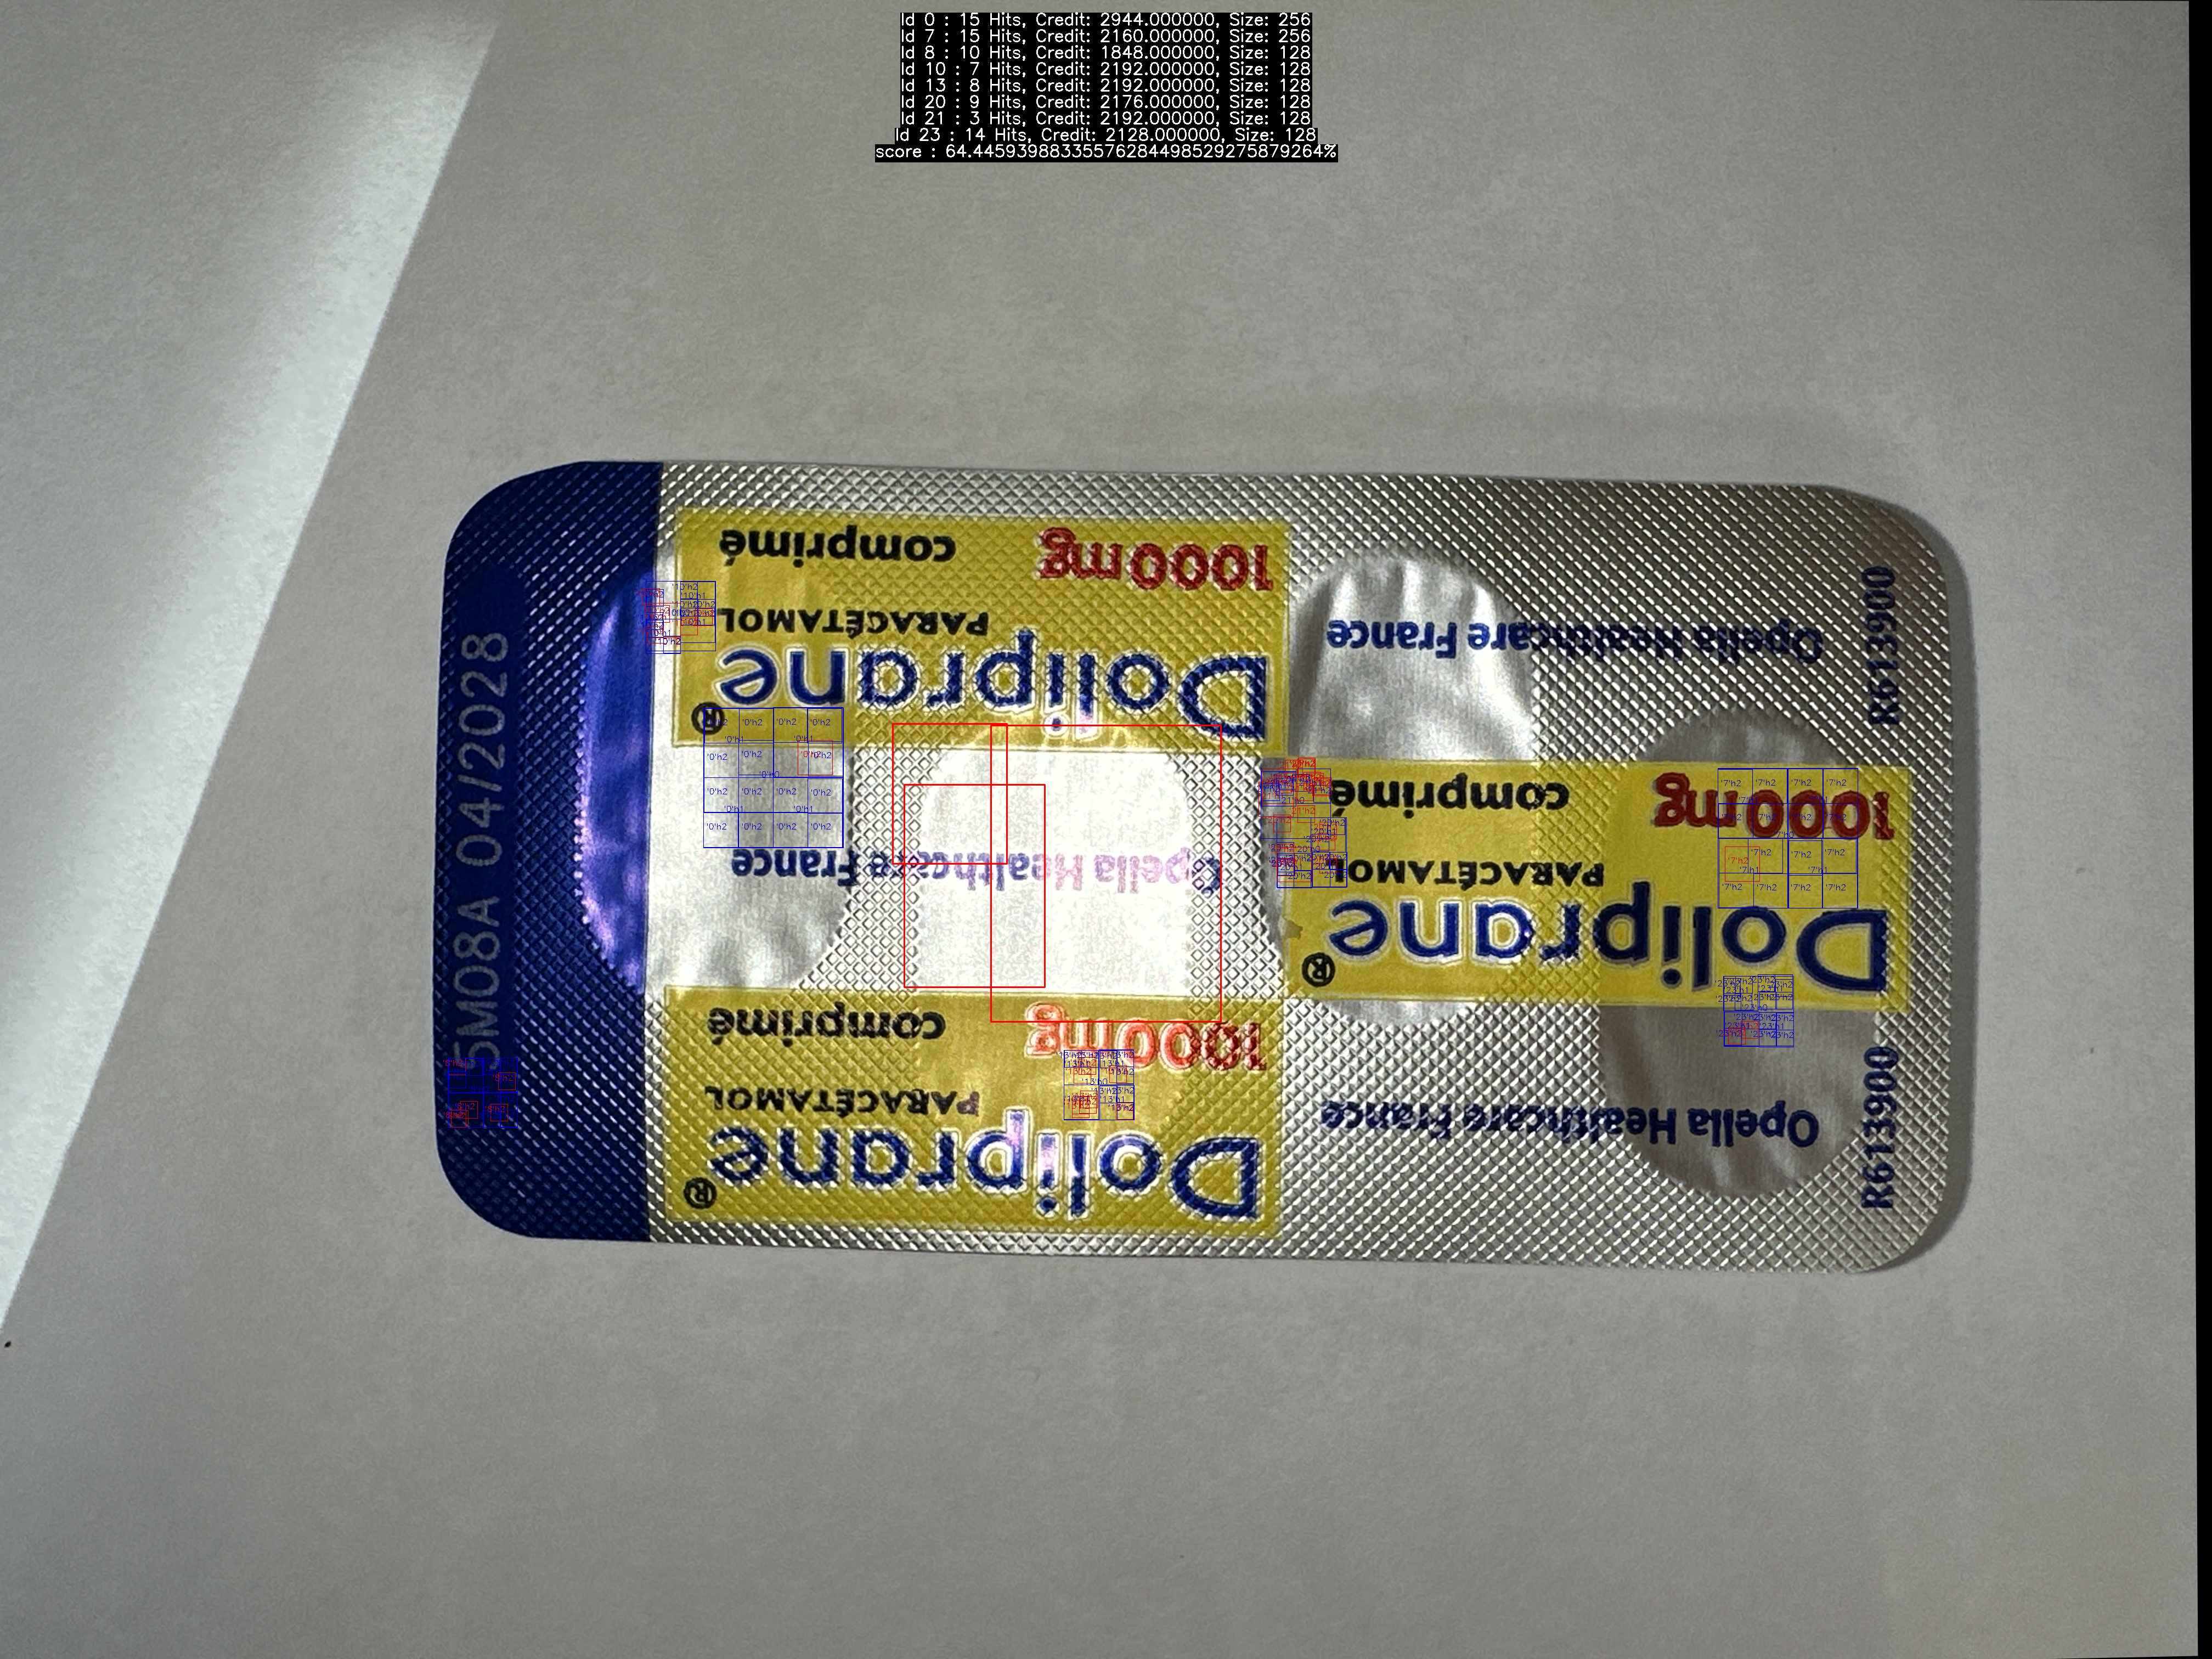 Id 0 : 15 Hits, Credit: 2944.000000, Size: 256
Id 7 : 15 Hits, Credit: 2160.000000, Size: 256
Id 8 : 10 Hits, Credit: 1848.000000, Size: 128
Id 10 : 7 Hits, Credit: 2192.000000, Size: 128
Id 13 : 8 Hits, Credit: 2192.000000, Size: 128
Id 20 : 9 Hits, Credit: 2176.000000, Size: 128
Id 21 : 3 Hits, Credit: 2192.000000, Size: 128
Id 23 : 14 Hits, Credit: 2128.000000, Size: 128
score : 64.44593988335576284498529275879264%
5M08A 04/2028
1000mg comprimé
PARACÉTAMOL
Doliprane®
Opella Healthcare France
1000mg comprimé
PARACÉTAMOL
Doliprane®
Opella Healthcare France
1000mg comprimé
PARACÉTAMOL
Doliprane®
Opella Healthcare France
R613900
R613900